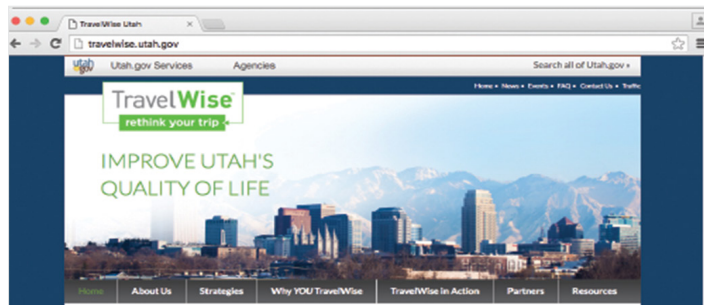 TravelWise Utah
travelwise.utah.gov
utah
gov
Utah.gov Services Agencies Search all of Utah.gov »
Home • News • Events • FAQ • Contact Us • Traffic
TravelWise™
rethink your trip
IMPROVE UTAH'S
QUALITY OF LIFE
Home About Us Strategies Why YOU TravelWise TravelWise in Action Partners Resources